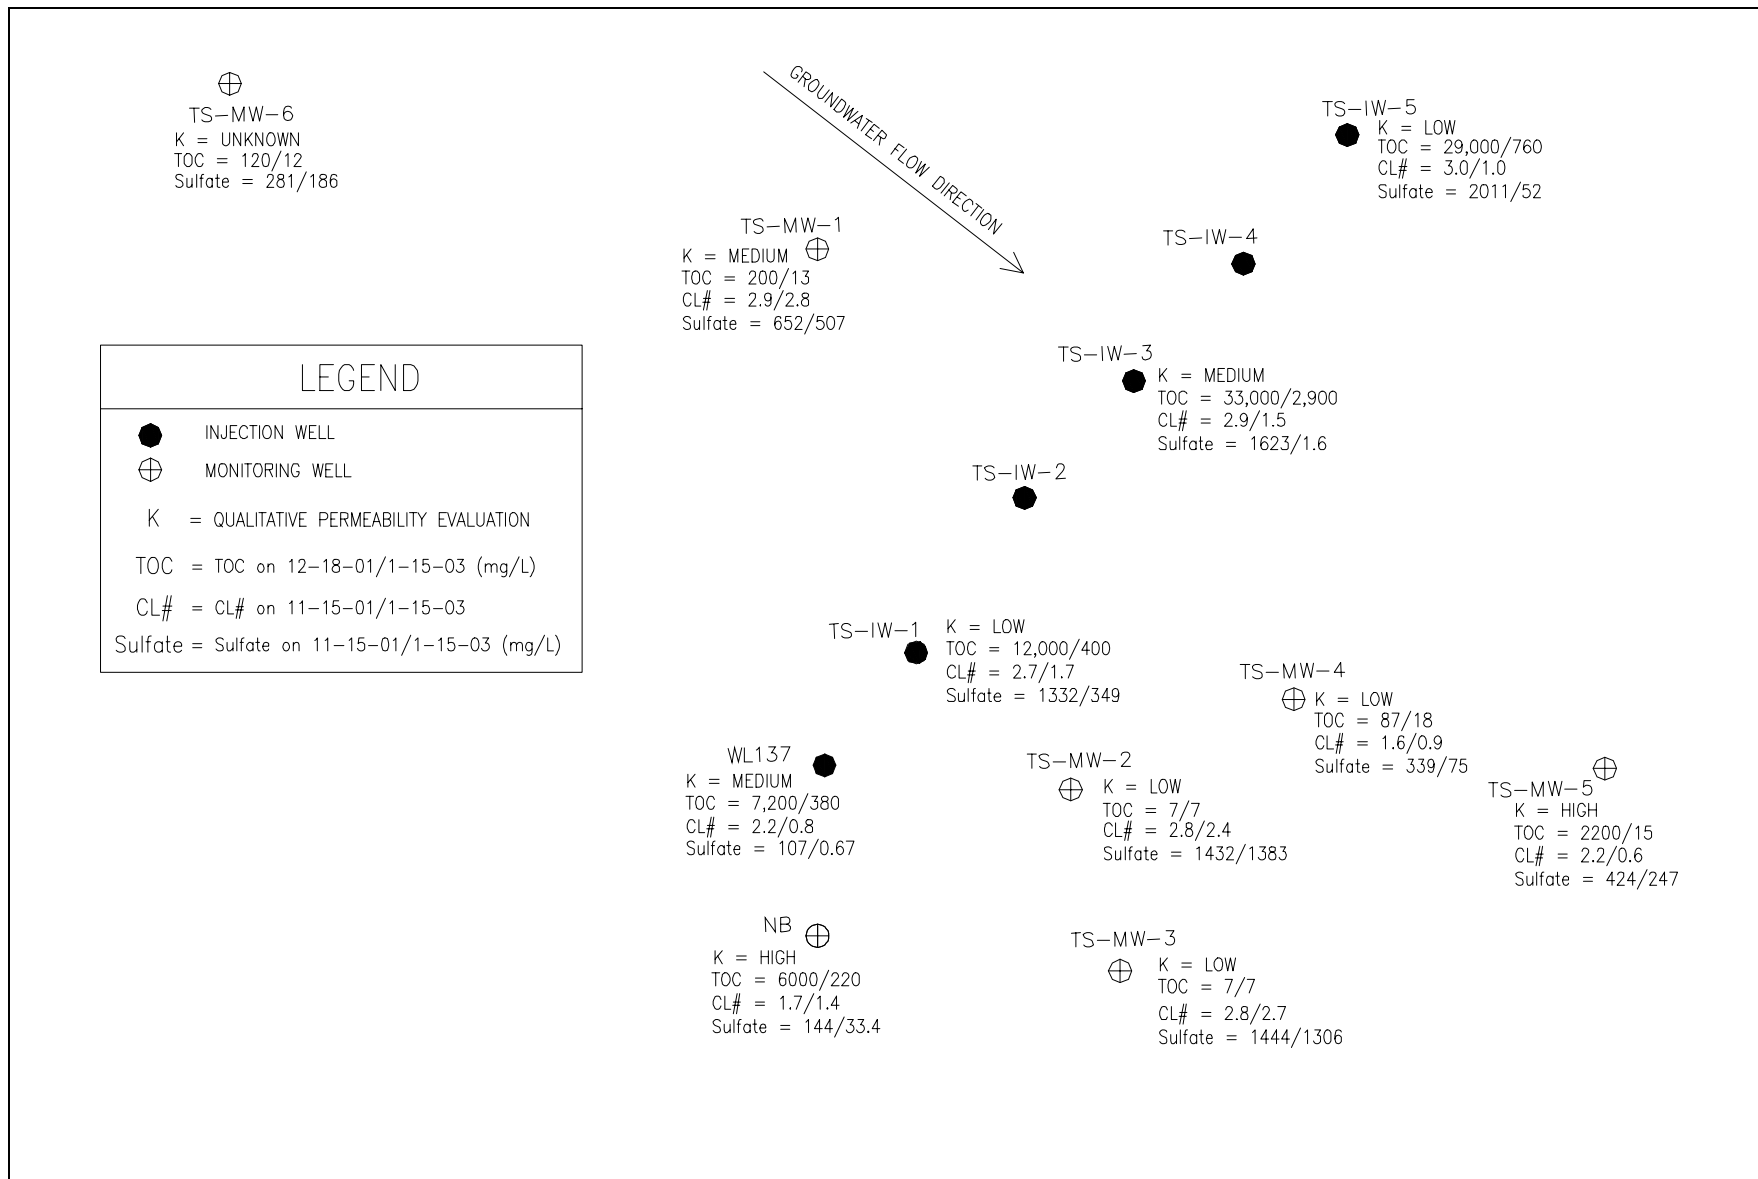 TS-MW-6
K = UNKNOWN
TOC = 120/12
Sulfate = 281/186
GROUNDWATER FLOW DIRECTION
TS-IW-5
K = LOW
TOC = 29,000/760
CL# = 3.0/1.0
Sulfate = 2011/52
TS-MW-1
K = MEDIUM
TOC = 200/13
CL# = 2.9/2.8
Sulfate = 652/507
TS-IW-4
TS-IW-3
K = MEDIUM
TOC = 33,000/2,900
CL# = 2.9/1.5
Sulfate = 1623/1.6
LEGEND
INJECTION WELL
MONITORING WELL
K = QUALITATIVE PERMEABILITY EVALUATION
TOC = TOC on 12-18-01/1-15-03 (mg/L)
CL# = CL# on 11-15-01/1-15-03
Sulfate = Sulfate on 11-15-01/1-15-03 (mg/L)
TS-IW-2
TS-IW-1
K = LOW
TOC = 12,000/400
CL# = 2.7/1.7
Sulfate = 1332/349
TS-MW-4
K = LOW
TOC = 87/18
CL# = 1.6/0.9
Sulfate = 339/75
WL137
K = MEDIUM
TOC = 7,200/380
CL# = 2.2/0.8
Sulfate = 107/0.67
TS-MW-2
K = LOW
TOC = 7/7
CL# = 2.8/2.4
Sulfate = 1432/1383
TS-MW-5
K = HIGH
TOC = 2200/15
CL# = 2.2/0.6
Sulfate = 424/247
NB
K = HIGH
TOC = 6000/220
CL# = 1.7/1.4
Sulfate = 144/33.4
TS-MW-3
K = LOW
TOC = 7/7
CL# = 2.8/2.7
Sulfate = 1444/1306